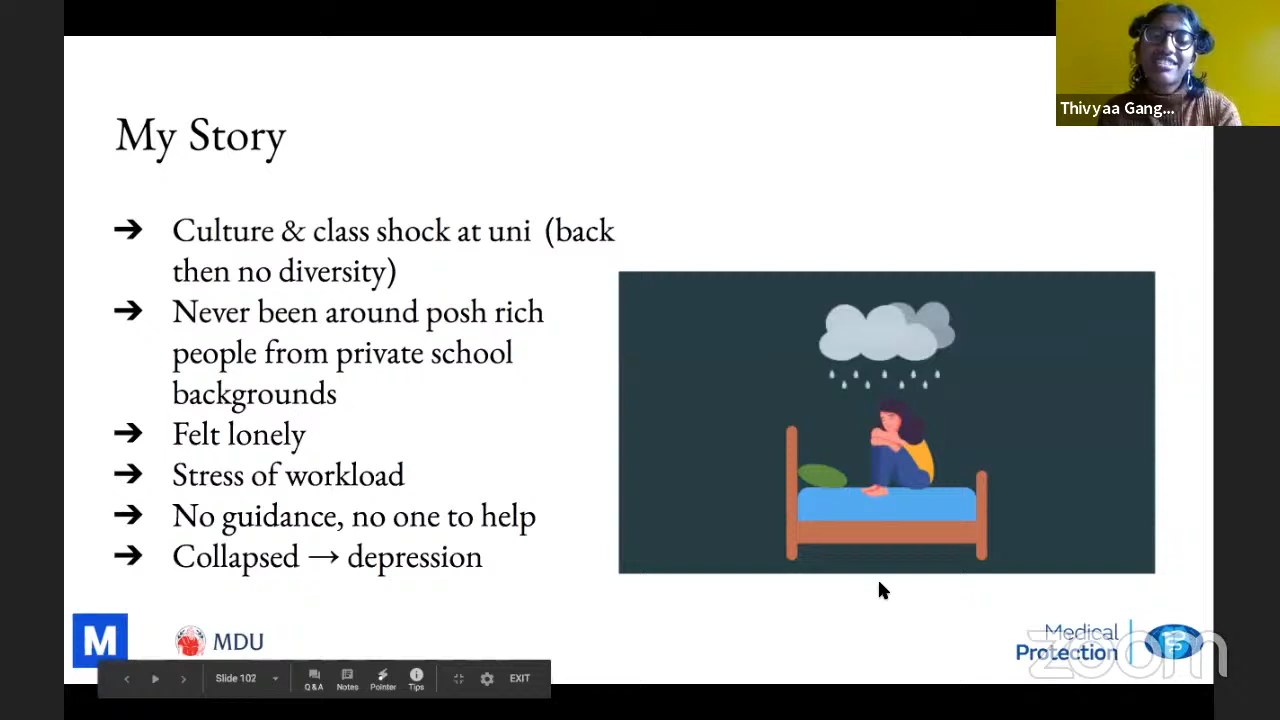 Thivyaa Gang...
My Story
➔ Culture & class shock at uni (back
then no diversity)
➔ Never been around posh rich
people from private school
backgrounds
➔ Felt lonely
➔ Stress of workload
➔ No guidance, no one to help
➔ Collapsed → depression
M
MDU
Medical
Protection
zoom
Slide 102
Q&A
Notes
Pointer
Tips
EXIT